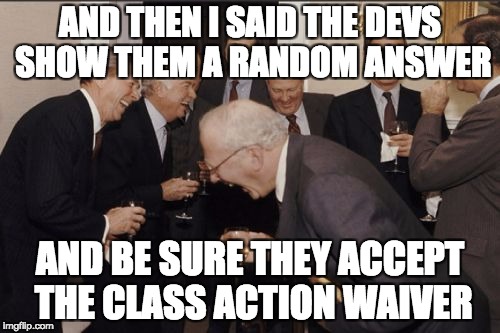 AND THEN I SAID THE DEVS
SHOW THEM A RANDOM ANSWER
AND BE SURE THEY ACCEPT
THE CLASS ACTION WAIVER
imgflip.com